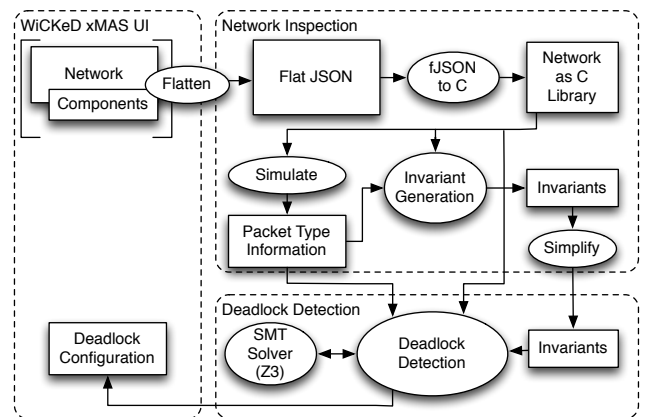 WiCKeD xMAS UI
Network
Components
Flatten
Network Inspection
Flat JSON
fJSON
to C
Network
as C
Library
Simulate
Invariant
Generation
Invariants
Packet Type
Information
Simplify
Deadlock Detection
SMT
Solver
(Z3)
Deadlock
Detection
Invariants
Deadlock
Configuration